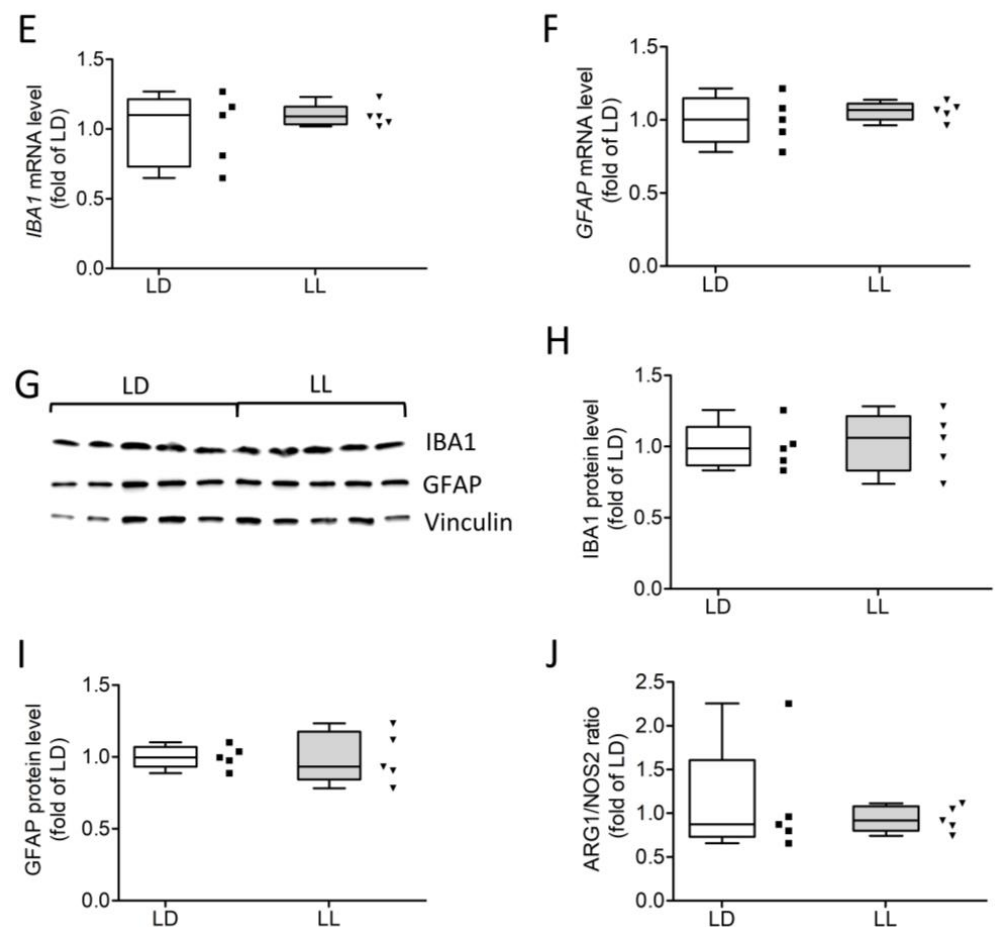 E
IBA1 mRNA level
(fold of LD)
1.5
1.0
0.5
0.0
LD
LL
F
GFAP mRNA level
(fold of LD)
1.5
1.0
0.5
0.0
LD
LL
G
LD
LL
IBA1
GFAP
Vinculin
H
IBA1 protein level
(fold of LD)
1.5
1.0
0.5
0.0
LD
LL
I
GFAP protein level
(fold of LD)
1.5
1.0
0.5
0.0
LD
LL
J
ARG1/NOS2 ratio
(fold of LD)
2.5
2.0
1.5
1.0
0.5
0.0
LD
LL